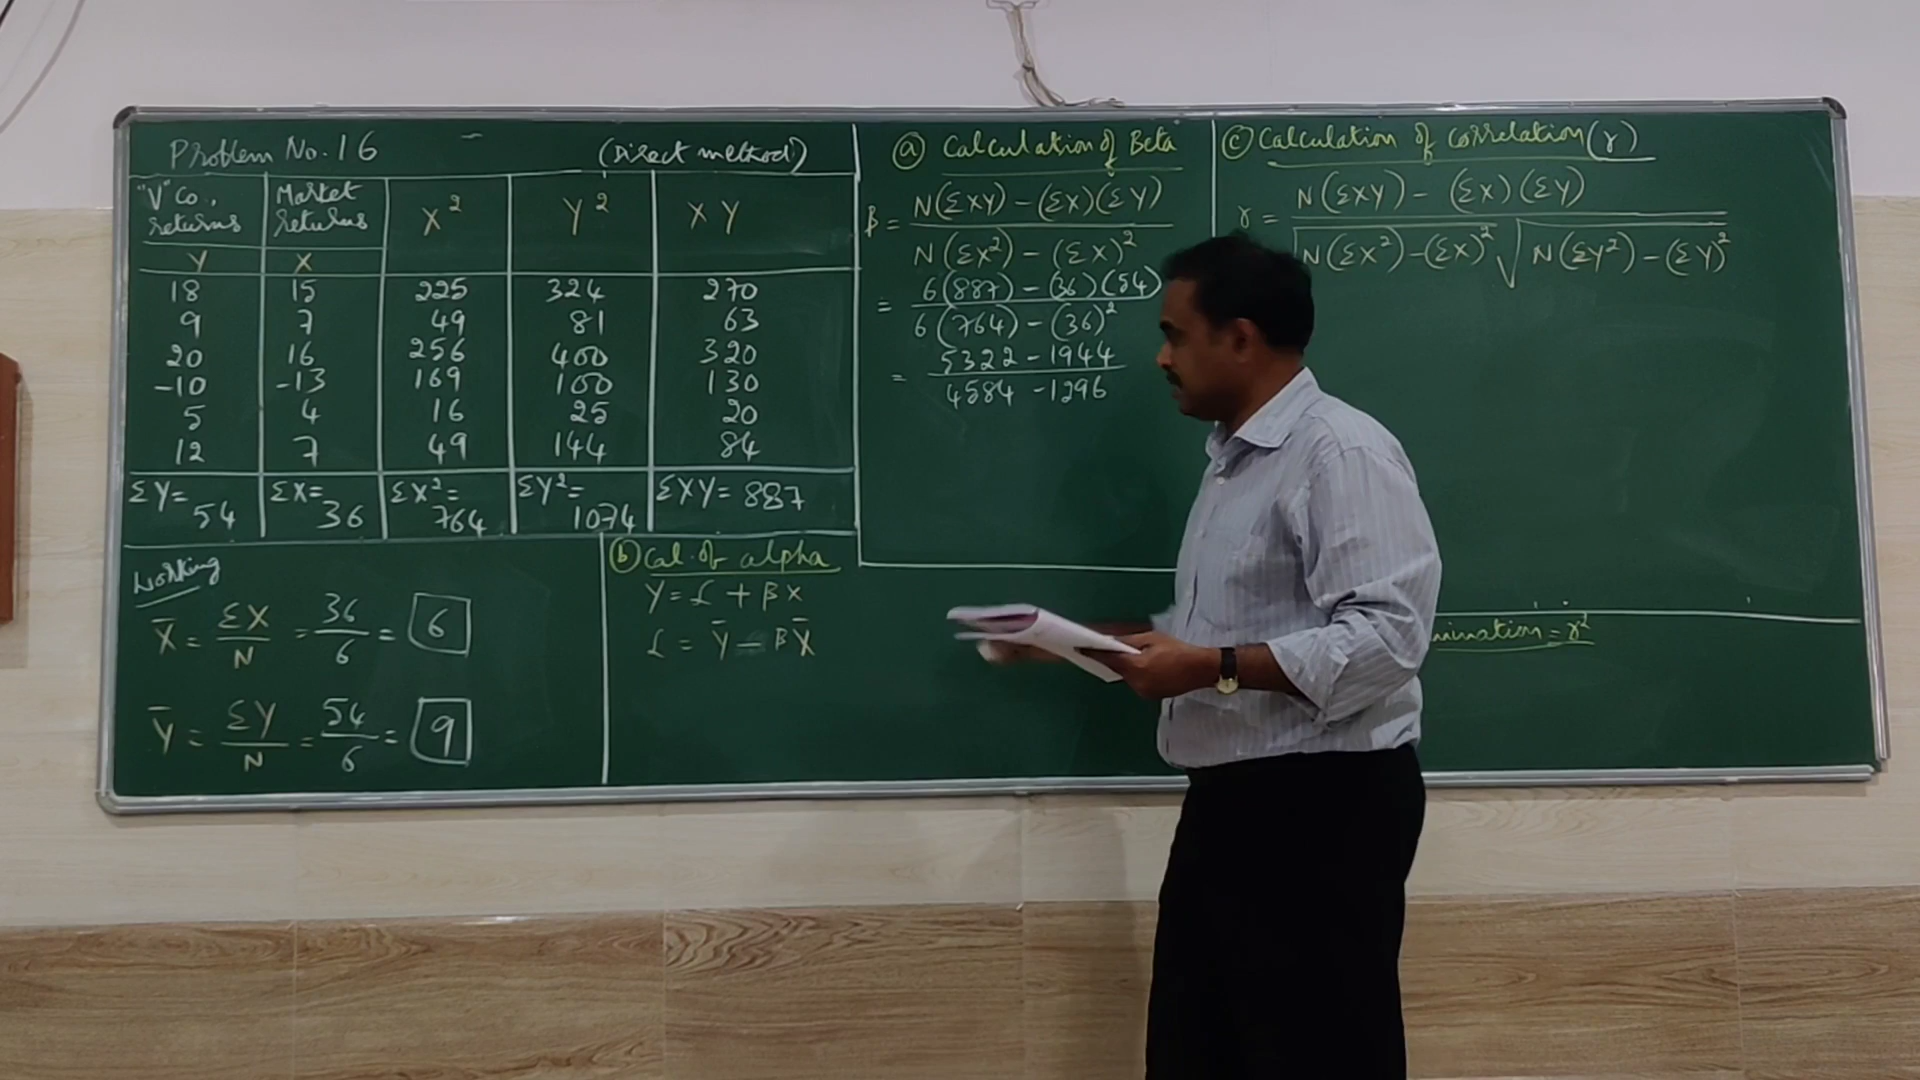 Problem No. 16 (Direct method)
"V" Co., returns Market returns X² Y² XY
Y X
18 15 225 324 270
9 7 49 81 63
20 16 256 400 320
-10 -13 169 100 130
5 4 16 25 20
12 7 49 144 84
ΣY= 54 ΣX= 36 ΣX²= 764 ΣY²= 1074 ΣXY= 887
Working
X̄ = ΣX/N = 36/6 = 6
Ȳ = ΣY/N = 54/6 = 9
(b) Cal. of alpha
Y = α + βX
α = Ȳ - βX̄
(a) Calculation of Beta
β = N(ΣXY) - (ΣX)(ΣY) / N(ΣX²) - (ΣX)²
= 6(887) - (36)(54) / 6(764) - (36)²
= 5322 - 1944 / 4584 - 1296
(c) Calculation of correlation (r)
r = N(ΣXY) - (ΣX)(ΣY) / √N(ΣX²) - (ΣX)² √N(ΣY²) - (ΣY)²
= r²